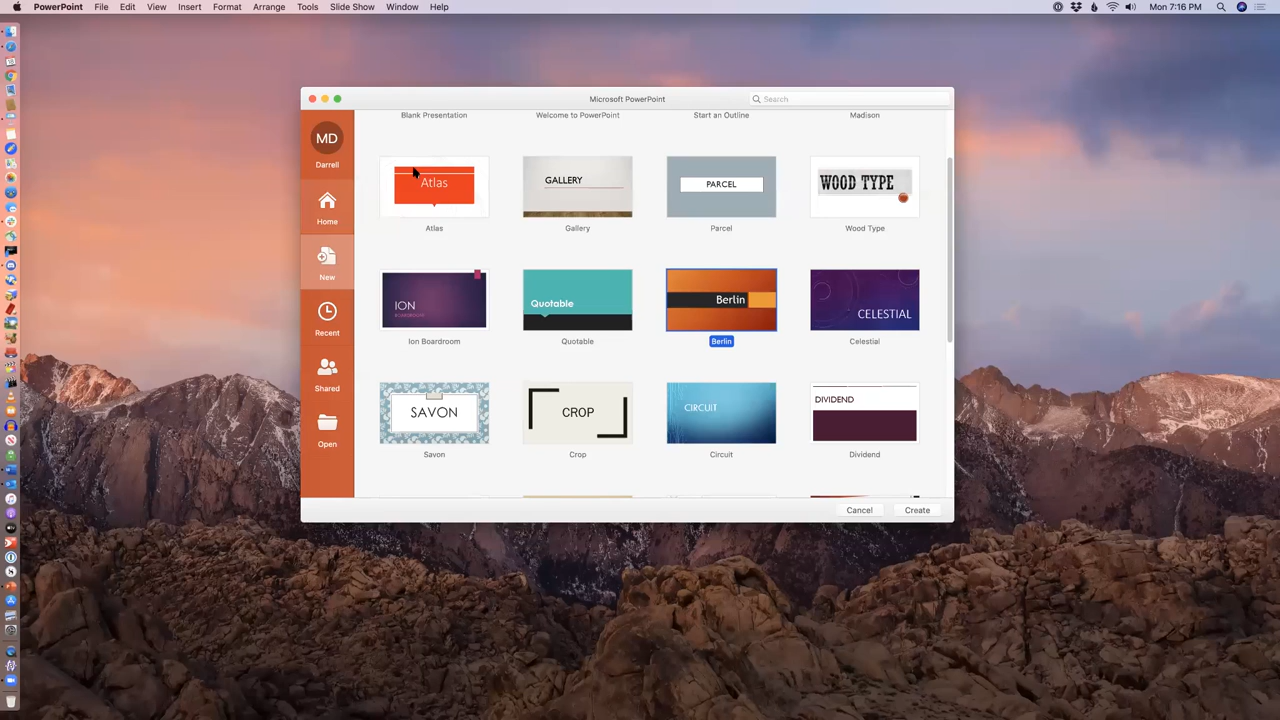 PowerPoint File Edit View Insert Format Arrange Tools Slide Show Window Help Mon 7:16 PM
Microsoft PowerPoint Search
MD
Darrell
Home
New
Recent
Shared
Open
Blank Presentation Welcome to PowerPoint Start an Outline Madison
Atlas GALLERY PARCEL WOOD TYPE
Atlas Gallery Parcel Wood Type
ION Quotable Berlin CELESTIAL
BOARDROOM
Ion Boardroom Quotable Berlin Celestial
SAVON CROP CIRCUIT DIVIDEND
Savon Crop Circuit Dividend
Cancel Create